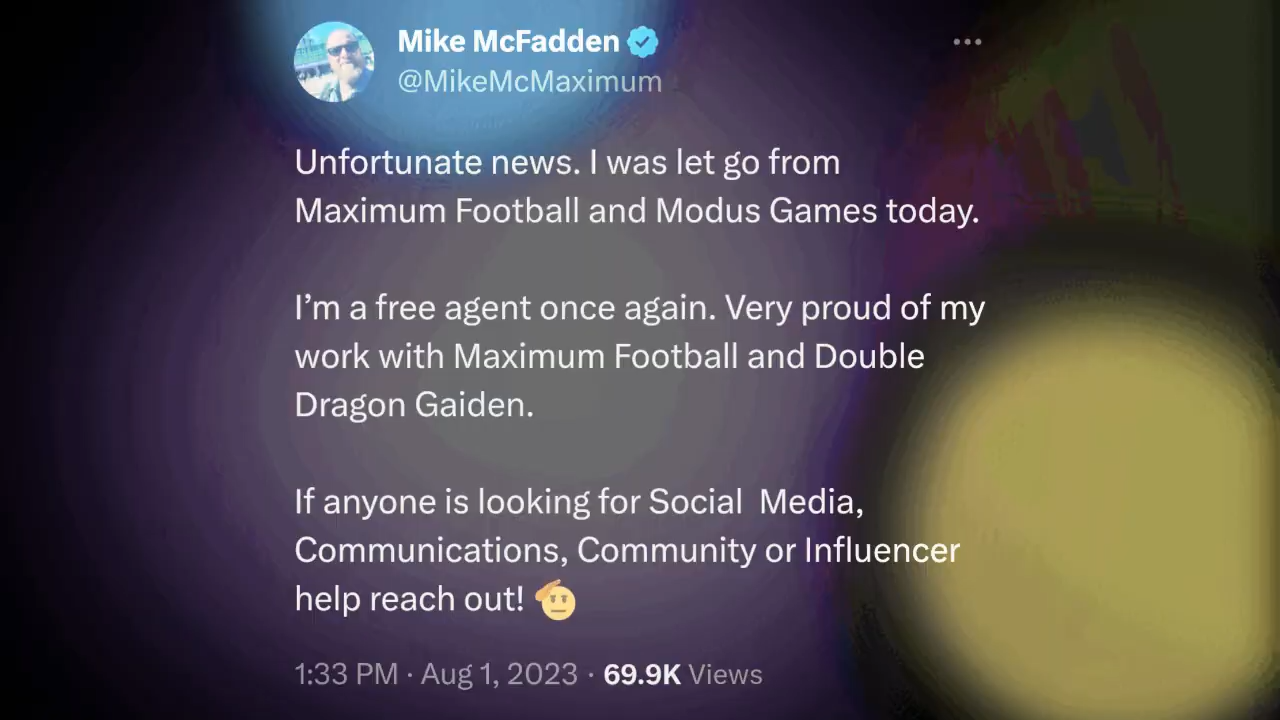 Mike McFadden
@MikeMcMaximum
Unfortunate news. I was let go from
Maximum Football and Modus Games today.
I’m a free agent once again. Very proud of my
work with Maximum Football and Double
Dragon Gaiden.
If anyone is looking for Social  Media,
Communications, Community or Influencer
help reach out! 🫡
1:33 PM · Aug 1, 2023 · 69.9K Views